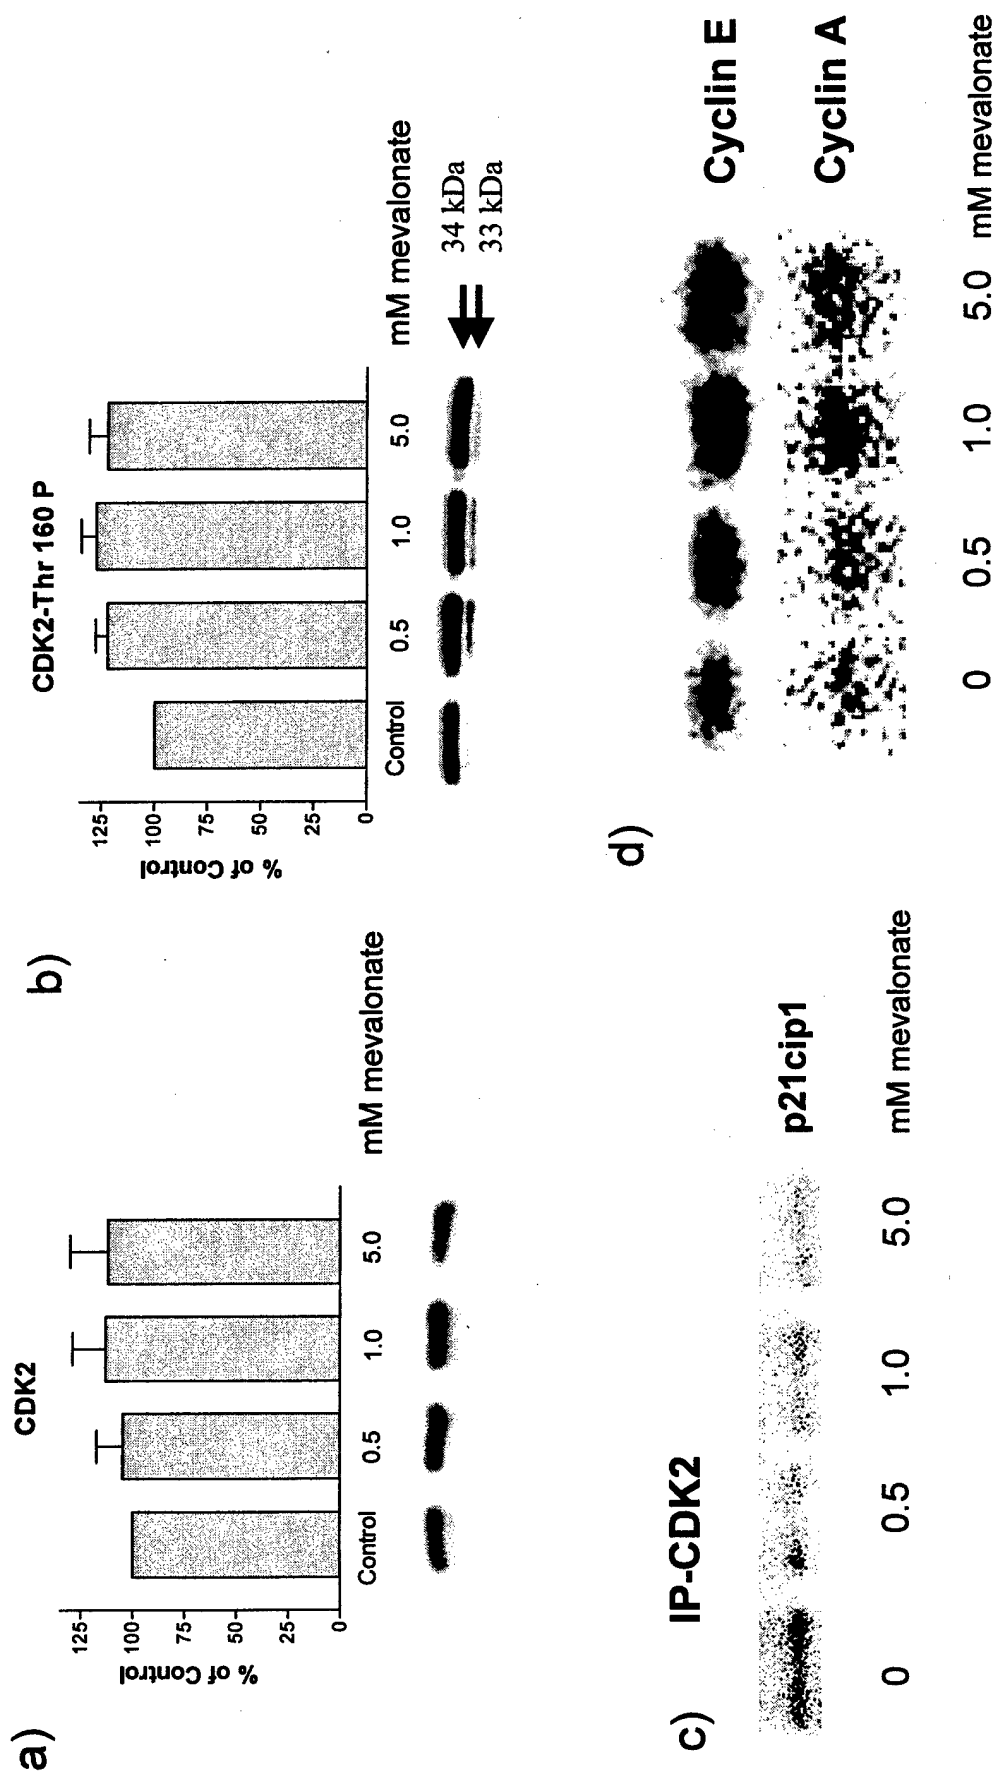 a)
CDK2
% of Control
125
100
75
50
25
0
Control 0.5 1.0 5.0 mM mevalonate
b)
CDK2-Thr 160 P
% of Control
125
100
75
50
25
0
Control 0.5 1.0 5.0 mM mevalonate
34 kDa
33 kDa
c)
IP-CDK2
p21cip1
0 0.5 1.0 5.0 mM mevalonate
d)
Cyclin E
Cyclin A
0 0.5 1.0 5.0 mM mevalonate